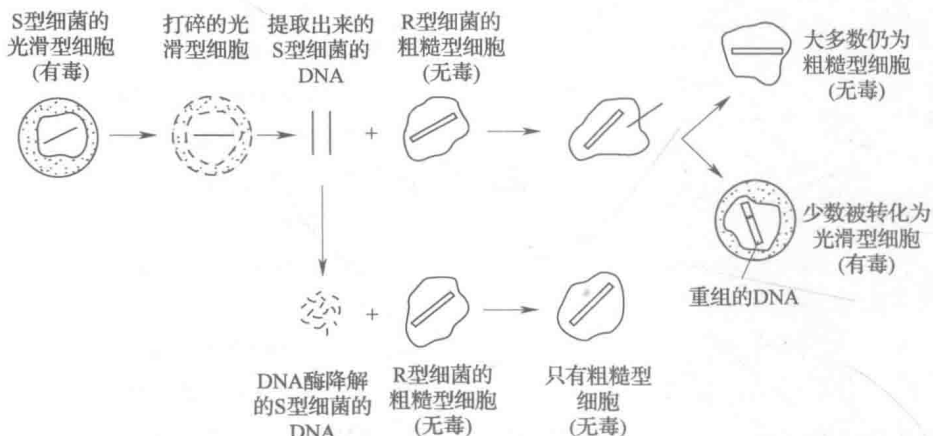 S型细菌的
光滑型细胞
(有毒)
打碎的光
滑型细胞
提取出来的
S型细菌的
DNA
R型细菌的
粗糙型细胞
(无毒)
大多数仍为
粗糙型细胞
(无毒)
+
少数被转化为
光滑型细胞
(有毒)
重组的DNA
+
DNA酶降解
的S型细菌的
DNA
R型细菌的
粗糙型细胞
(无毒)
只有粗糙型
细胞
(无毒)